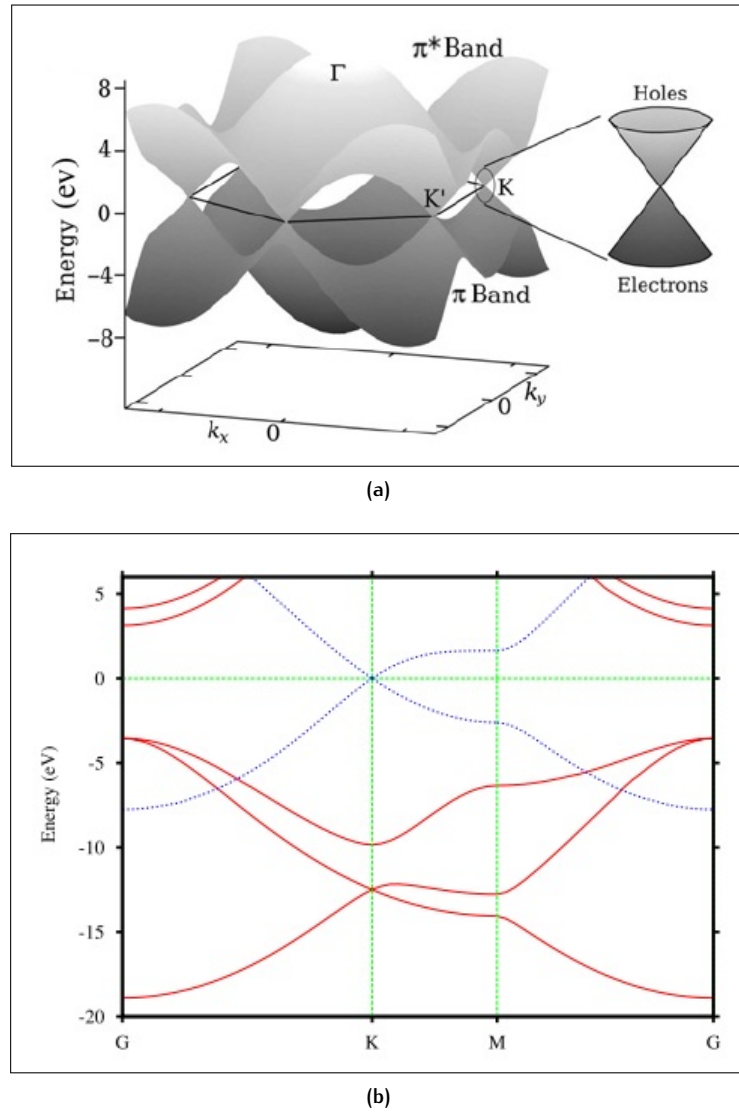 π* Band
Γ
8
Holes
4
K
K'
Energy (ev)
0
−4
π Band
Electrons
−8
k_y
0
k_x
0
(a)
5
0
-5
Energy (eV)
-10
-15
-20
G
K
M
G
(b)